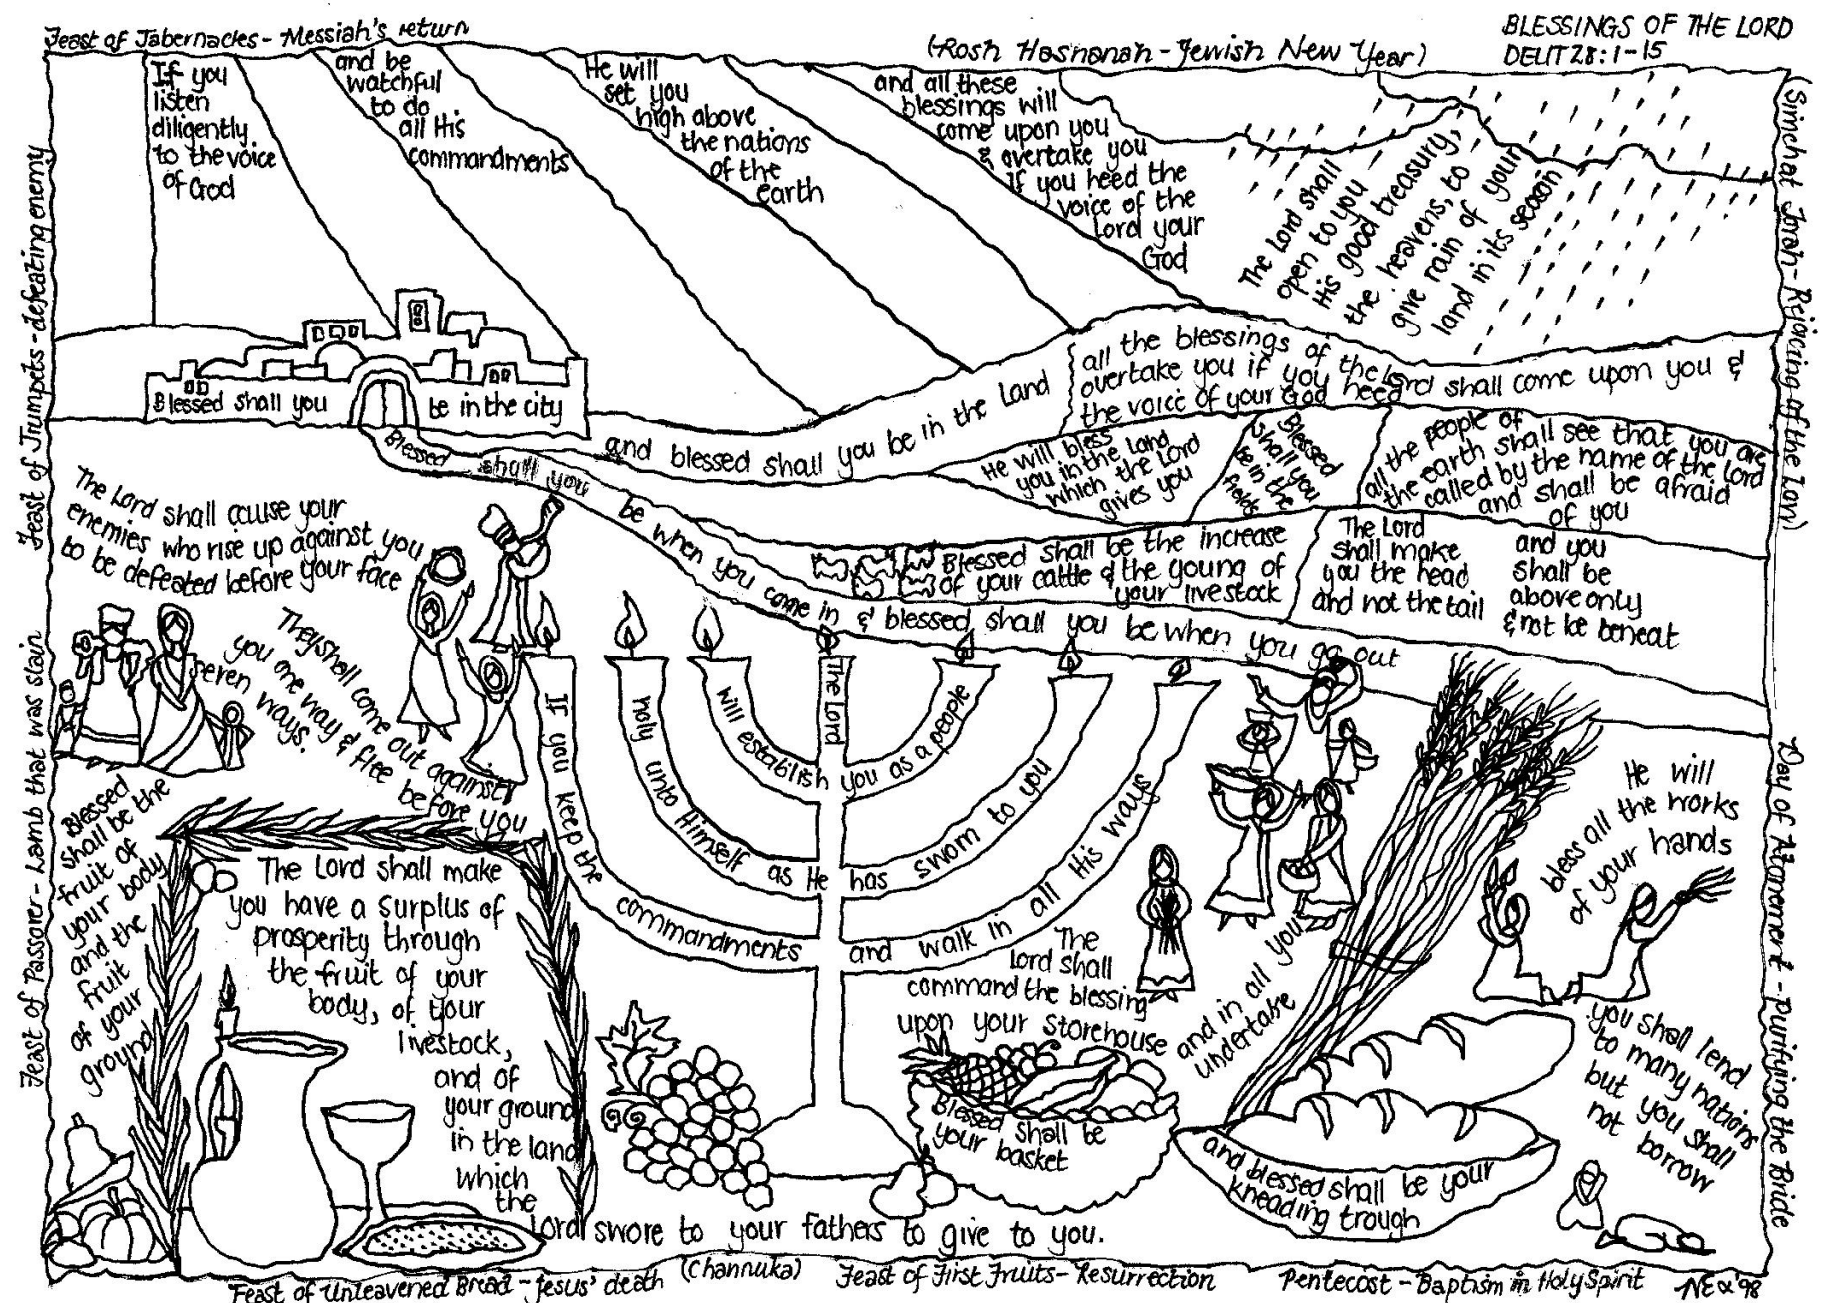 Feast of Tabernacles - Messiah's return
(Rosh Hashanah - Jewish New Year)
BLESSINGS OF THE LORD
DEUT 28:1-15
If you
listen
diligently
to the voice
of God
and be
watchful
to do
all His
commandments
He will
set you
high above
the nations
of the
earth
and all these
blessings will
come upon you
& overtake you
If you heed the
voice of the
Lord your
God
The Lord shall
open to you
His good treasury,
the heavens, to
give rain of your
land in its season
Blessed shall you be in the city
and blessed shall you be in the Land
all the blessings of the Lord shall come upon you &
overtake you if you heed
the voice of your God
He will bless
you in the land
which the Lord
gives you
Blessed
shall you
be in the
fields
all the people of
the earth shall see that you are
called by the name of the Lord
and shall be afraid
of you
Blessed shall you be when you come in & blessed shall you be when you go out
Blessed shall be the increase
of your cattle & the young of
your livestock
The Lord
shall make
you the head
and not the tail
and you
shall be
above only
& not be beneat
The Lord shall cause your
enemies who rise up against you
to be defeated before your face
They shall come out against
you one way & flee before you
seven ways.
Blessed
shall be the
fruit of
your body
and the
fruit
of your
ground
The Lord shall make
you have a surplus of
prosperity through
the fruit of your
body, of your
livestock,
and of
your ground
in the land
which
the
Lord swore to your fathers to give to you.
The Lord
will establish you as a people
holy unto Himself as He has sworn to you
If you keep the commandments and walk in all His ways
The
Lord shall
command the blessing
upon your storehouse
and in all you
undertake
Blessed shall be
your basket
and blessed shall be your
kneading trough
He will
bless all the works
of your hands
you shall lend
to many nations
but you shall
not borrow
Feast of Trumpets - defeating enemy
Feast of Passover - Lamb that was slain
Simchat Torah - Rejoicing of the Law)
Day of Atonement - Purifying the Bride
Feast of Unleavened Bread - Jesus' death
(Channuka)
Feast of First Fruits - Resurrection
Pentecost - Baptism in Holy Spirit